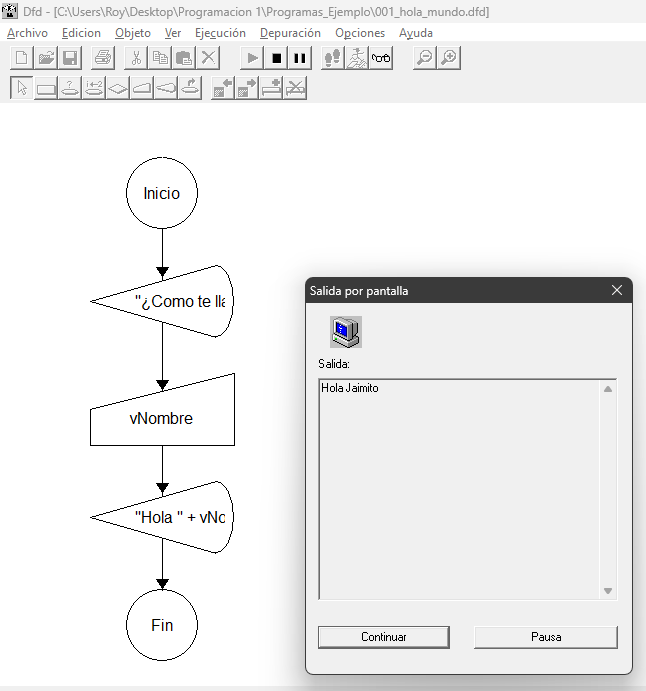 Dfd - [C:\Users\Roy\Desktop\Programacion 1\Programas_Ejemplo\001_hola_mundo.dfd]
Archivo Edicion Objeto Ver Ejecución Depuración Opciones Ayuda
Inicio
"¿Como te lla
vNombre
"Hola " + vNo
Fin
Salida por pantalla
Salida:
Hola Jaimito
Continuar Pausa